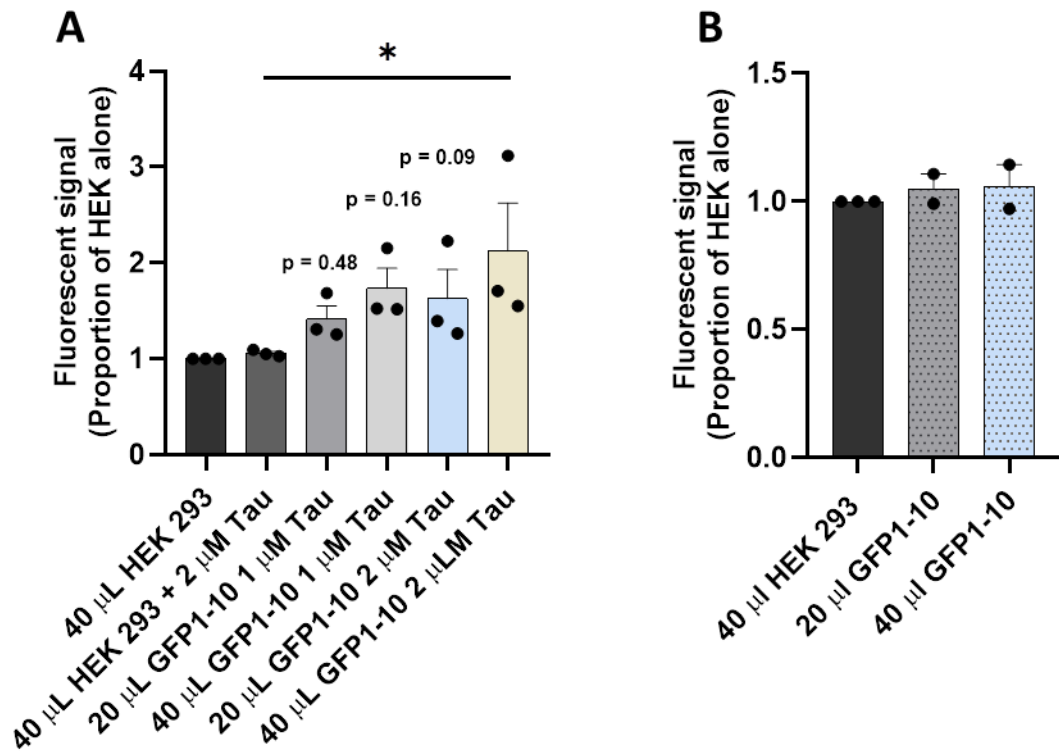 A
*
4
3
2
1
0
Fluorescent signal
(Proportion of HEK alone)
p = 0.48
p = 0.16
p = 0.09
40 μL HEK 293
40 μL HEK 293 + 2 μM Tau
20 μL GFP1-10 1 μM Tau
40 μL GFP1-10 1 μM Tau
20 μL GFP1-10 2 μM Tau
40 μL GFP1-10 2 μLM Tau
B
1.5
1.0
0.5
0.0
Fluorescent signal
(Proportion of HEK alone)
40 μl HEK 293
20 μl GFP1-10
40 μl GFP1-10